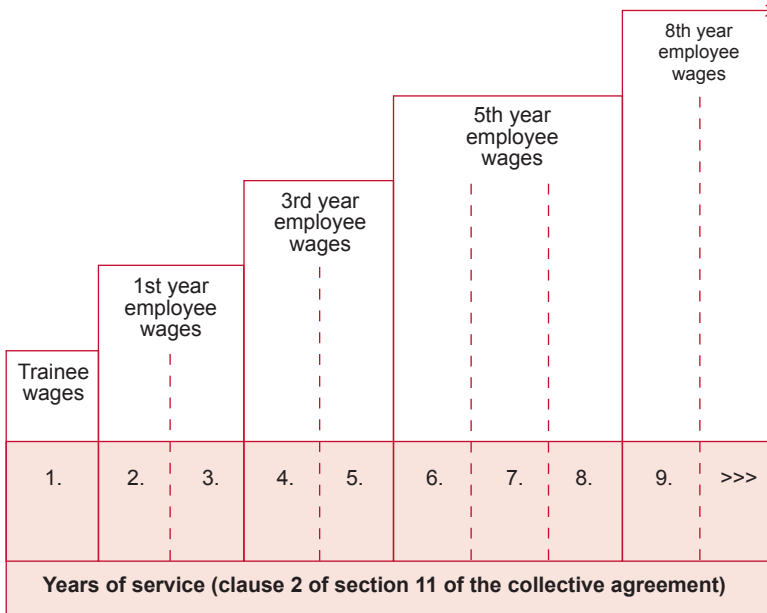 8th year
employee
wages
5th year
employee
wages
3rd year
employee
wages
1st year
employee
wages
Trainee
wages
1. 2. 3. 4. 5. 6. 7. 8. 9. >>>
Years of service (clause 2 of section 11 of the collective agreement)